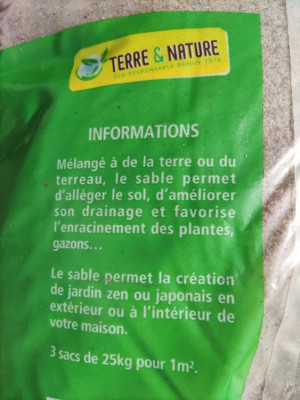 TERRE & NATURE
ÉCO-RESPONSABLE DEPUIS 1976
INFORMATIONS
Mélangé à de la terre ou du
terreau, le sable permet
d'alléger le sol, d'améliorer
son drainage et favorise
l'enracinement des plantes,
gazons...
Le sable permet la création
de jardin zen ou japonais en
extérieur ou à l'intérieur de
votre maison.
3 sacs de 25kg pour 1m².